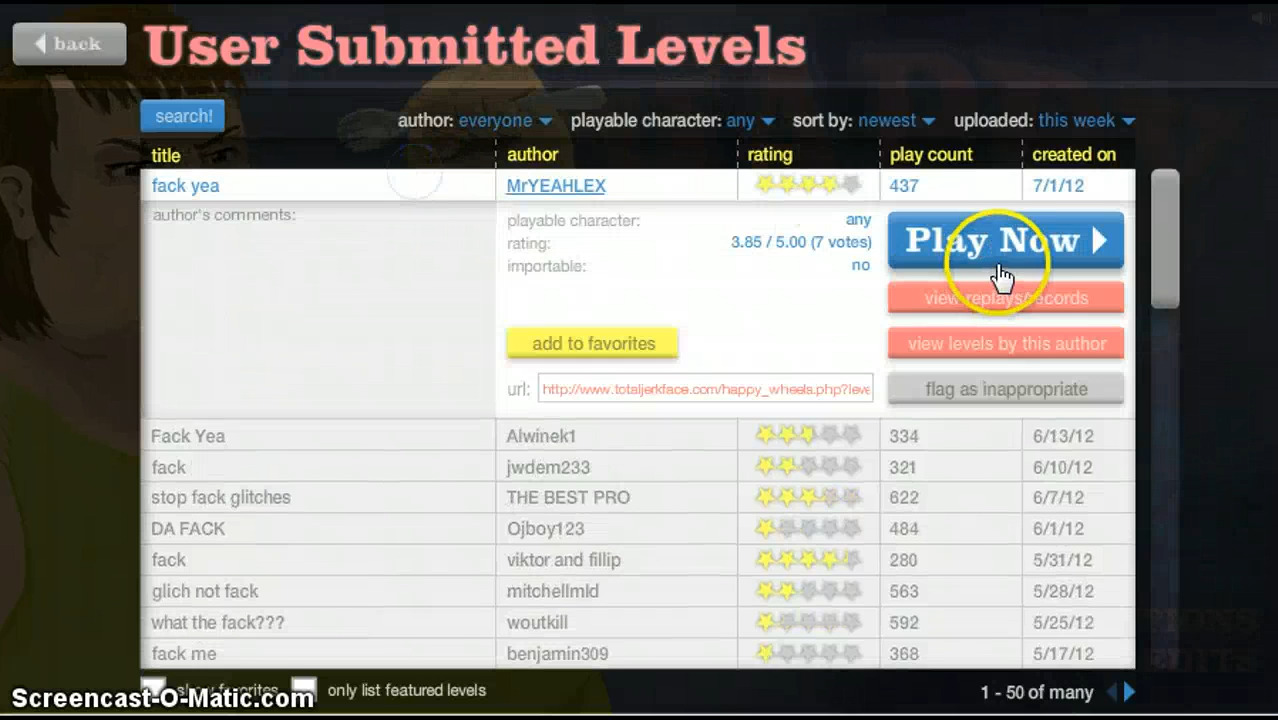 back
User Submitted Levels
search!
author: everyone playable character: any sort by: newest uploaded: this week
title author rating play count created on
fack yea MrYEAHLEX 437 7/1/12
author's comments:
playable character: any
rating: 3.85 / 5.00 (7 votes)
importable: no
Play Now
view replays/records
add to favorites
view levels by this author
url: http://www.totaljerkface.com/happy_wheels.php?leve
flag as inappropriate
Fack Yea Alwinek1 334 6/13/12
fack jwdem233 321 6/10/12
stop fack glitches THE BEST PRO 622 6/7/12
DA FACK Ojboy123 484 6/1/12
fack viktor and fillip 280 5/31/12
glich not fack mitchellmld 563 5/28/12
what the fack??? woutkill 592 5/22/12
fack me benjamin309 368 5/17/12
show favorites only list featured levels 1 - 50 of many
Screencast-O-Matic.com